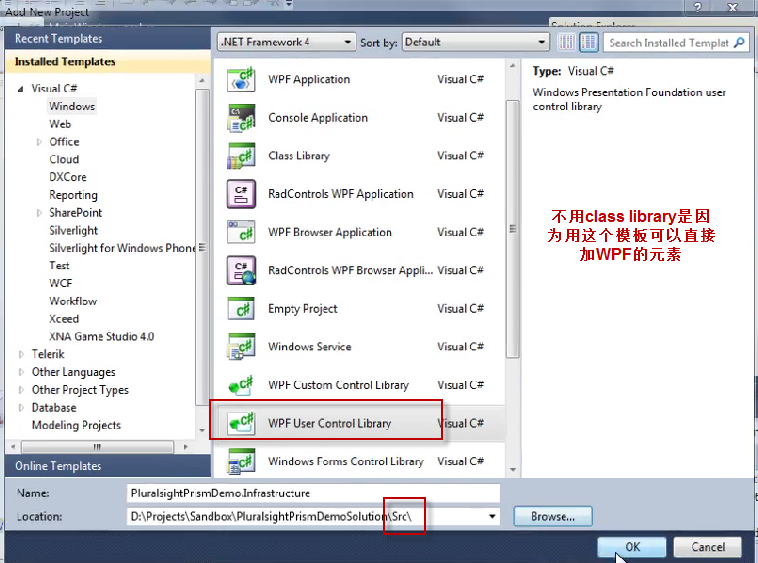 Add New Project
Recent Templates
.NET Framework 4
Sort by:
Default
Search Installed Templat
Installed Templates
Visual C#
Windows
Web
Office
Cloud
DXCore
Reporting
SharePoint
Silverlight
Silverlight for Windows Phone
Test
WCF
Workflow
Xceed
XNA Game Studio 4.0
Telerik
Other Languages
Other Project Types
Database
Modeling Projects
Online Templates
WPF Application Visual C#
Console Application Visual C#
Class Library Visual C#
RadControls WPF Application Visual C#
WPF Browser Application Visual C#
RadControls WPF Browser Appli... Visual C#
Empty Project Visual C#
Windows Service Visual C#
WPF Custom Control Library Visual C#
WPF User Control Library Visual C#
Windows Forms Control Library Visual C#
Type: Visual C#
Windows Presentation Foundation user
control library
不用class library是因
为用这个模板可以直接
加WPF的元素
Name: PluralsightPrismDemo.Infrastructure
Location: D:\Projects\Sandbox\PluralsightPrismDemoSolution\Src\
Browse...
OK
Cancel